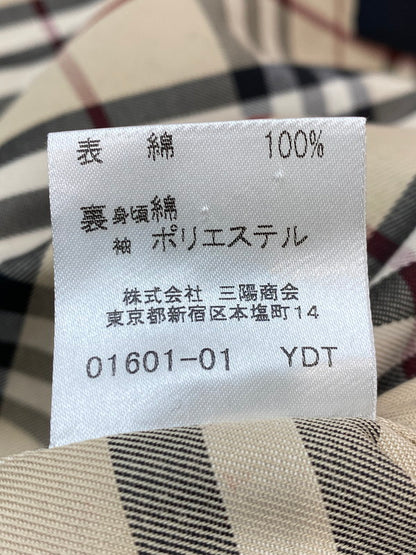 表 綿 100%
裏 身頃 綿
袖 ポリエステル
株式会社 三陽商会
東京都新宿区本塩町14
01601-01 YDT